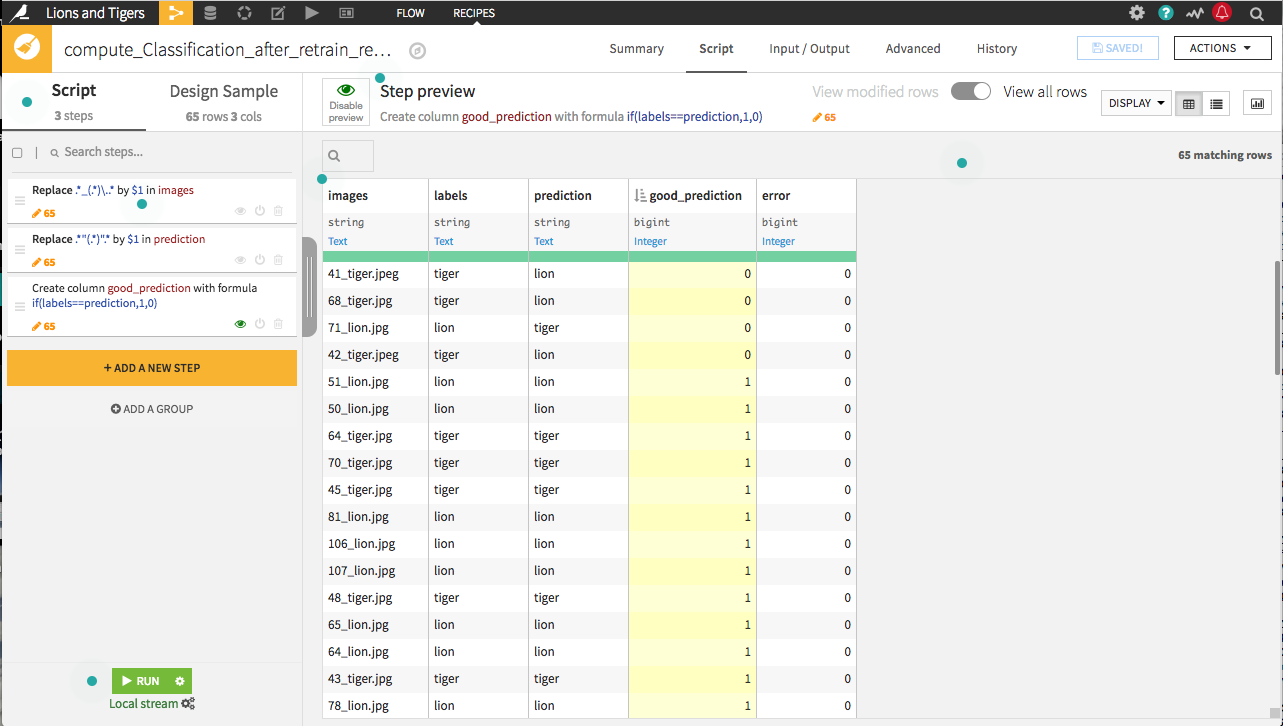 Lions and Tigers FLOW RECIPES ?
compute_Classification_after_retrain_re... Summary Script Input / Output Advanced History SAVED! ACTIONS
Script Design Sample
3 steps 65 rows 3 cols
Search steps...
Replace .*_(.*)\..* by $1 in images
65
Replace .*"(.*)".* by $1 in prediction
65
Create column good_prediction with formula
if(labels==prediction,1,0)
65
+ ADD A NEW STEP
ADD A GROUP
RUN
Local stream
Disable
preview
Step preview
Create column good_prediction with formula if(labels==prediction,1,0)
View modified rows View all rows
65
DISPLAY
65 matching rows
images labels prediction good_prediction error
string string string bigint bigint
Text Text Text Integer Integer
41_tiger.jpeg tiger lion 0 0
68_tiger.jpg tiger lion 0 0
71_lion.jpg lion tiger 0 0
42_tiger.jpeg tiger lion 0 0
51_lion.jpg lion lion 1 0
50_lion.jpg lion lion 1 0
64_tiger.jpg tiger tiger 1 0
70_tiger.jpg tiger tiger 1 0
45_tiger.jpg tiger tiger 1 0
81_lion.jpg lion lion 1 0
106_lion.jpg lion lion 1 0
107_lion.jpg lion lion 1 0
48_tiger.jpg tiger tiger 1 0
65_lion.jpg lion lion 1 0
64_lion.jpg lion lion 1 0
43_tiger.jpg tiger tiger 1 0
78_lion.jpg lion lion 1 0